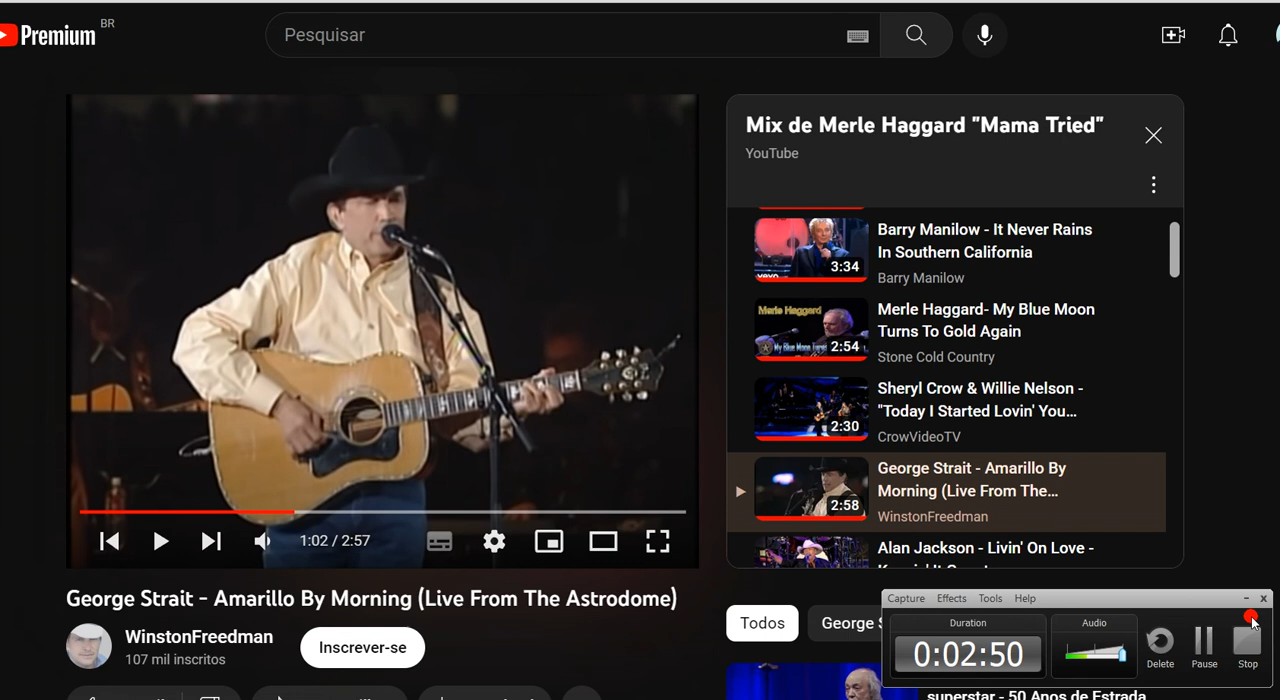 Premium BR
Pesquisar
Mix de Merle Haggard "Mama Tried"
YouTube
Barry Manilow - It Never Rains
In Southern California
Barry Manilow
3:34
vevo
Merle Haggard- My Blue Moon
Turns To Gold Again
Stone Cold Country
Merle Haggard
My Blue Moon Turns
2:54
Sheryl Crow & Willie Nelson -
"Today I Started Lovin' You...
CrowVideoTV
2:30
George Strait - Amarillo By
Morning (Live From The...
WinstonFreedman
2:58
Alan Jackson - Livin' On Love -
1:02 / 2:57
George Strait - Amarillo By Morning (Live From The Astrodome)
WinstonFreedman
107 mil inscritos
Inscrever-se
Todos
George S
Capture Effects Tools Help
Duration
0:02:50
Audio
Delete
Pause
Stop
superstar - 50 Anos de Estrada